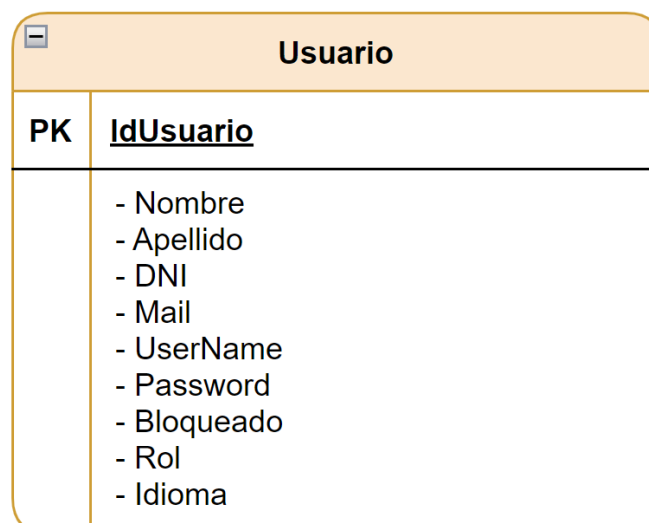 Usuario
PK IdUsuario
- Nombre
- Apellido
- DNI
- Mail
- UserName
- Password
- Bloqueado
- Rol
- Idioma